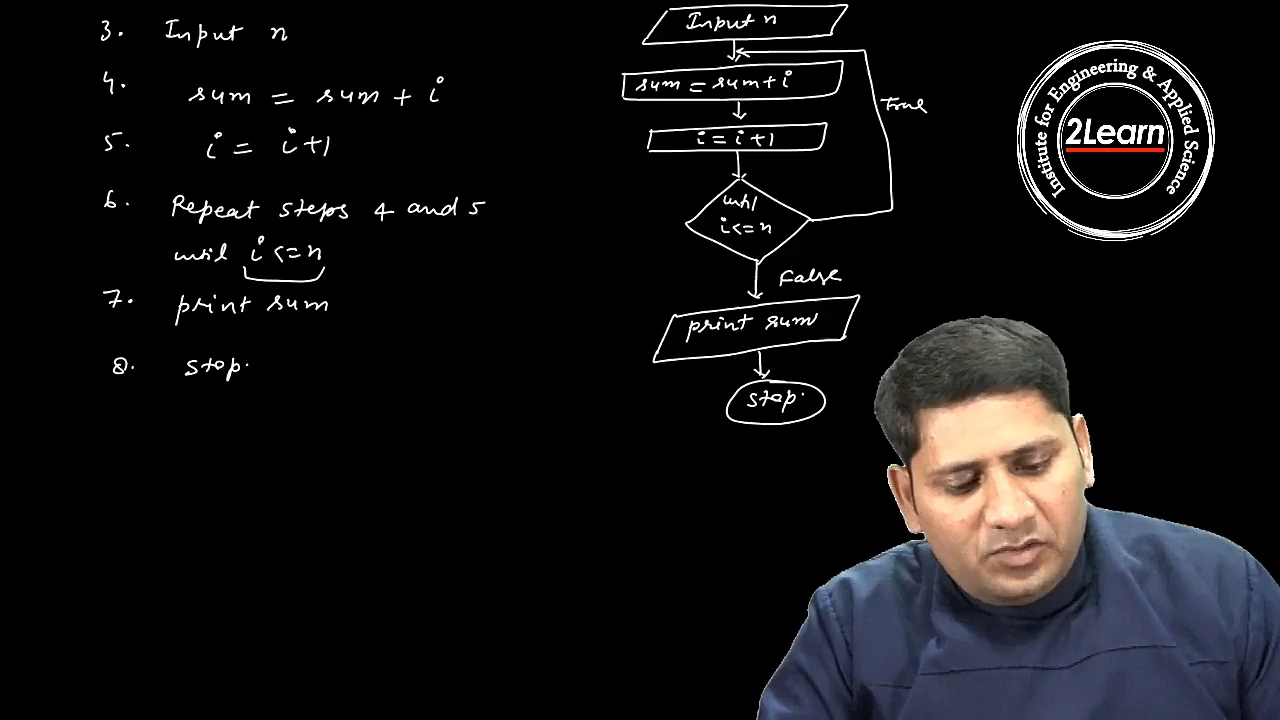 3. Input n
4. sum = sum + i
5. i = i+1
6. Repeat steps 4 and 5
until i <= n
7. print sum
8. stop.
Input n
sum = sum + i
i = i+1
until
i <= n
True
False
print sum
stop.
Institute for Engineering & Applied Science
2Learn